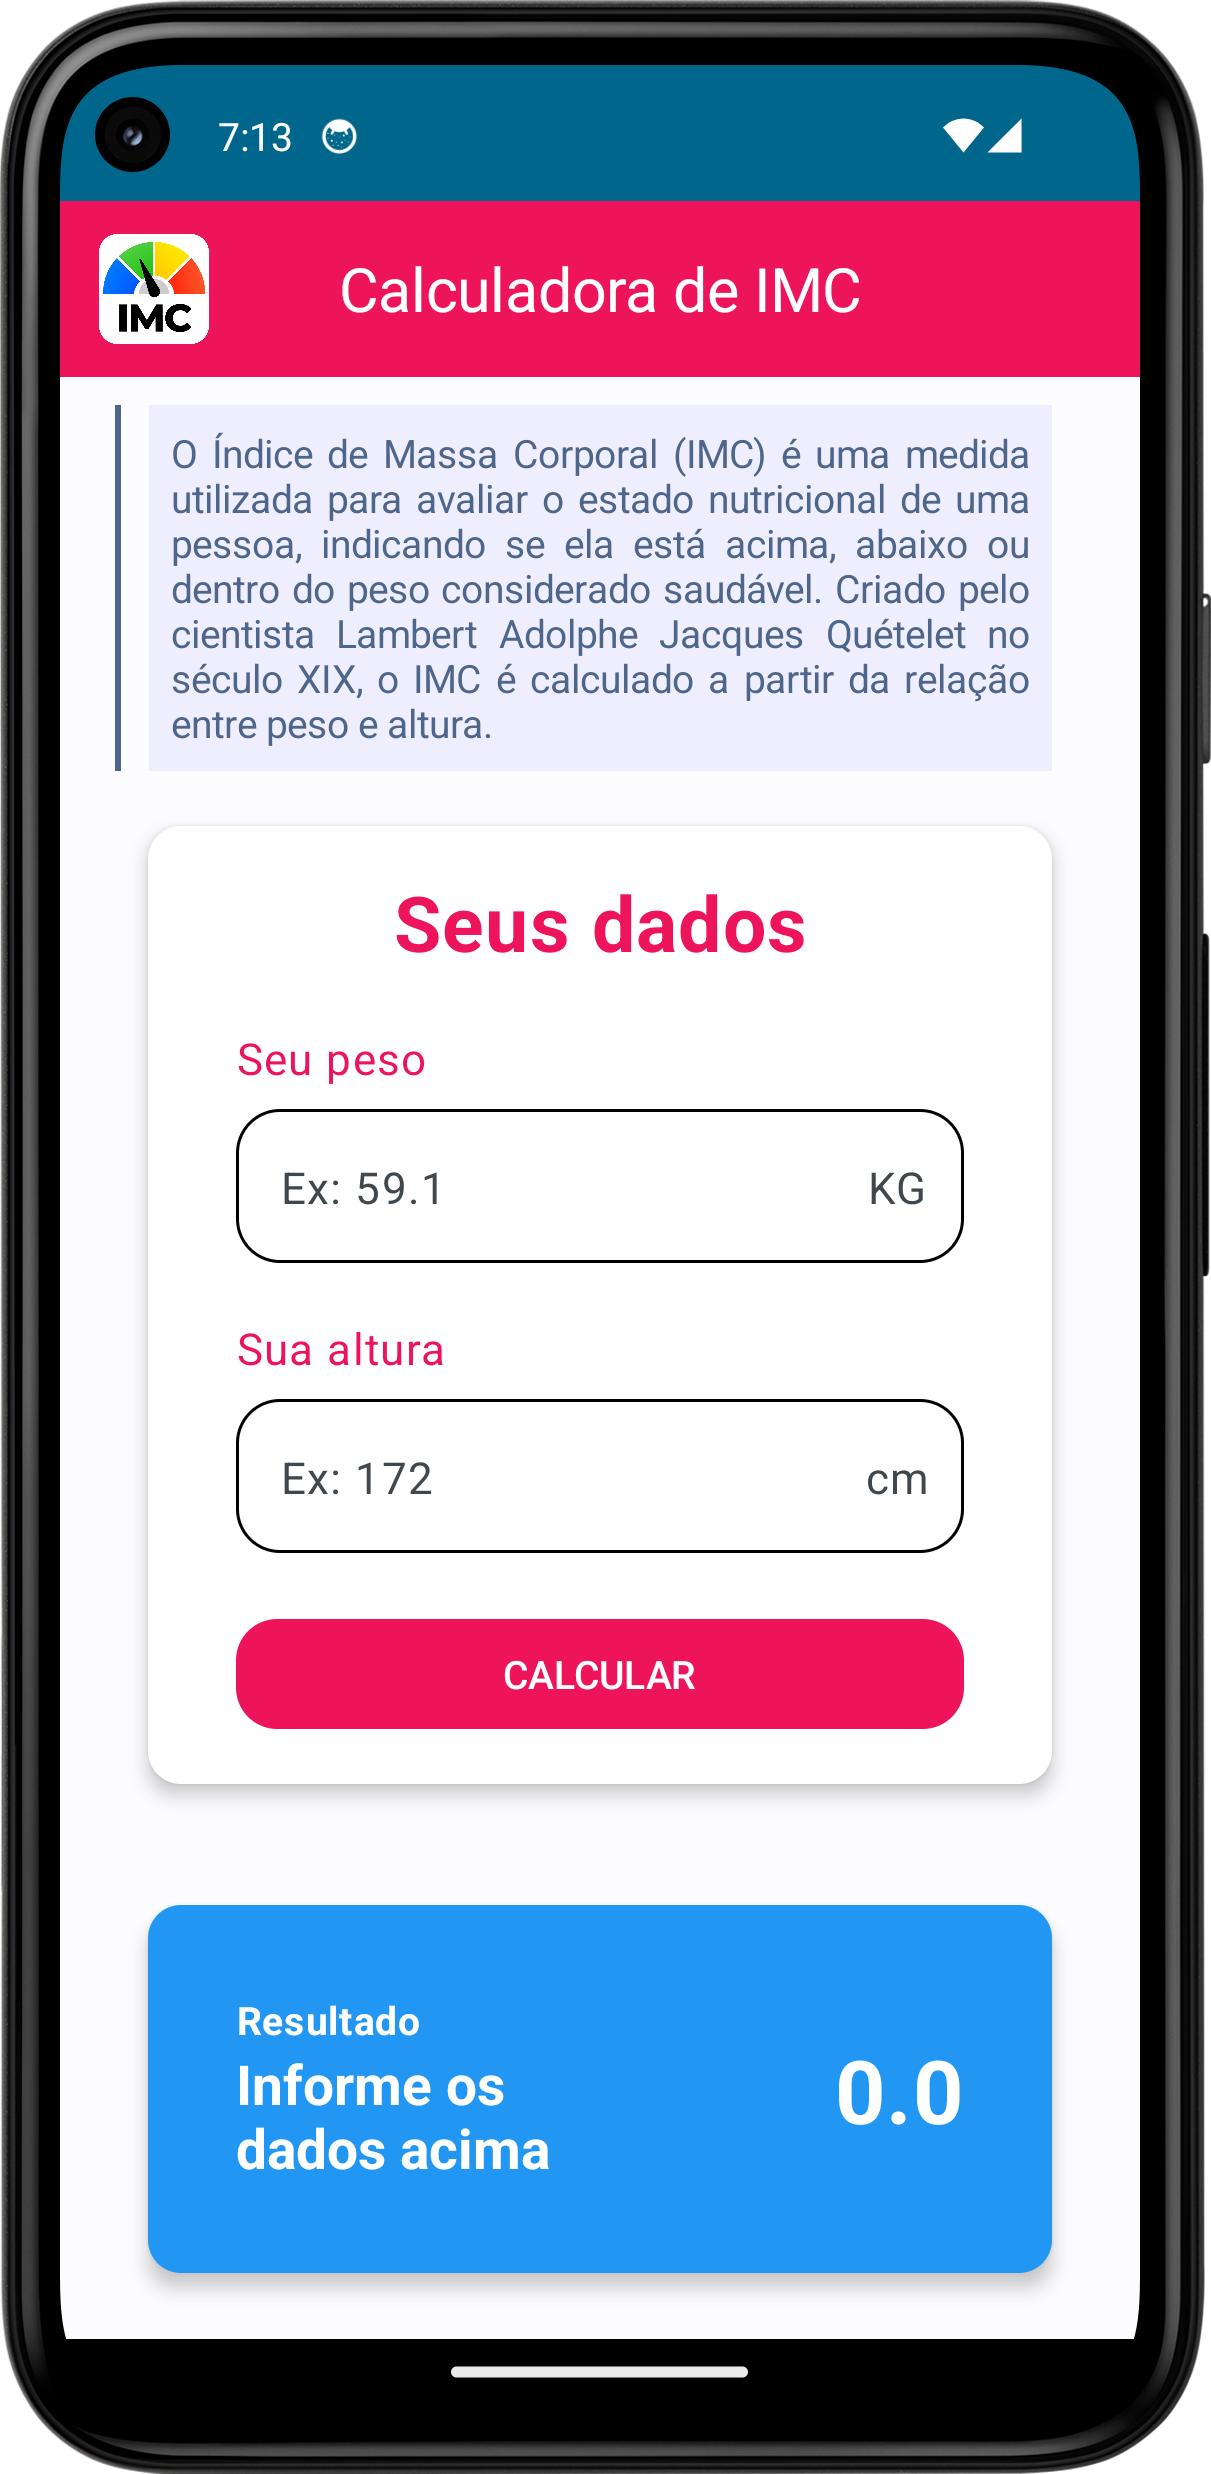 7:13
IMC
Calculadora de IMC
O Índice de Massa Corporal (IMC) é uma medida
utilizada para avaliar o estado nutricional de uma
pessoa, indicando se ela está acima, abaixo ou
dentro do peso considerado saudável. Criado pelo
cientista Lambert Adolphe Jacques Quételet no
século XIX, o IMC é calculado a partir da relação
entre peso e altura.
Seus dados
Seu peso
Ex: 59.1 KG
Sua altura
Ex: 172 cm
CALCULAR
Resultado
Informe os
dados acima
0.0